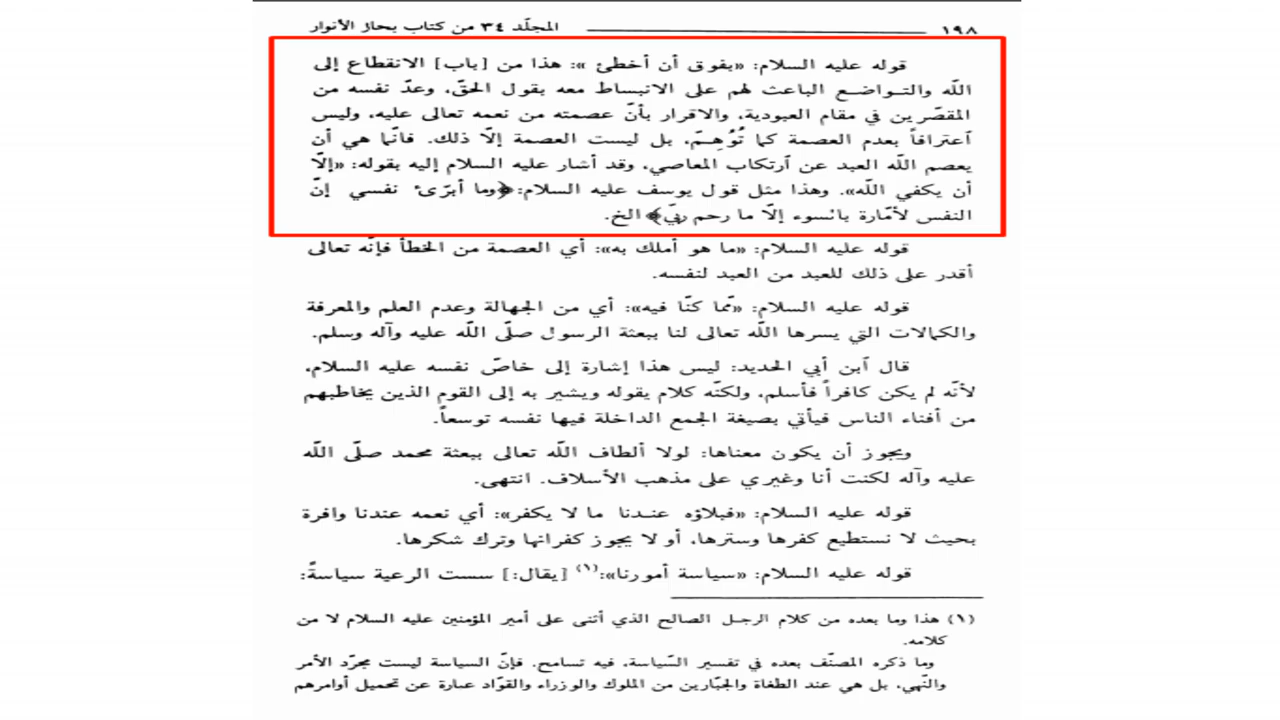 ١٩٨ المجلّد ٣٤ من كتاب بحار الأنوار
قوله عليه السلام: «بفوق أن أخطئ »: هذا من [باب] الانقطاع إلى
اللّه والتواضع الباعث لهم على الانبساط معه بقول الحقّ، وعدّ نفسه من
المقصّرين في مقام العبودية، والاقرار بأنّ عصمته من نعمه تعالى عليه، وليس
اَعترافاً بعدم العصمة كما تُوُهِّمَ، بل ليست العصمة إلّا ذلك. فانّما هي أن
يعصم اللّه العبد عن اَرتكاب المعاصي، وقد أشار عليه السلام إليه بقوله: «إلّا
أن يكفي اللّه». وهذا مثل قول يوسف عليه السلام: ﴿وما أبرّئ نفسي إنّ
النفس لأمّارة بالسوء إلّا ما رحم ربّي﴾ الخ.
قوله عليه السلام: «ما هو أملك به»: أي العصمة من الخطأ فإنّه تعالى
أقدر على ذلك للعبد من العبد لنفسه.
قوله عليه السلام: «ممّا كنّا فيه»: أي من الجهالة وعدم العلم والمعرفة
والكمالات التي يسرها اللّه تعالى لنا ببعثة الرسول صلّى اللّه عليه وآله وسلم.
قال اَبن أبي الحديد: ليس هذا إشارة إلى خاصّ نفسه عليه السلام،
لأنّه لم يكن كافراً فأسلم، ولكنّه كلام يقوله ويشير به إلى القوم الذين يخاطبهم
من أفناء الناس فيأتي بصيغة الجمع الداخلة فيها نفسه توسعاً.
ويجوز أن يكون معناها: لولا ألطاف اللّه تعالى ببعثة محمد صلّى اللّه
عليه وآله لكنت أنا وغيري على مذهب الأسلاف. انتهى.
قوله عليه السلام: «فبلاؤه عندنا ما لا يكفر»: أي نعمه عندنا وافرة
بحيث لا نستطيع كفرها وسترها، أو لا يجوز كفرانها وترك شكرها.
قوله عليه السلام: «سياسة أمورنا»:(١) [يقال:] سست الرعية سياسةً:
(١) هذا وما بعده من كلام الرجل الصالح الذي أثنى على أمير المؤمنين عليه السلام لا من
كلامه.
وما ذكره المصنّف بعده في تفسير السّياسة، فيه تسامح. فإنّ السياسة ليست مجرّد الأمر
والنّهي، بل هي عند الطغاة والجبّارين من الملوك والوزراء والقوّاد عبارة عن تحميل أوامرهم